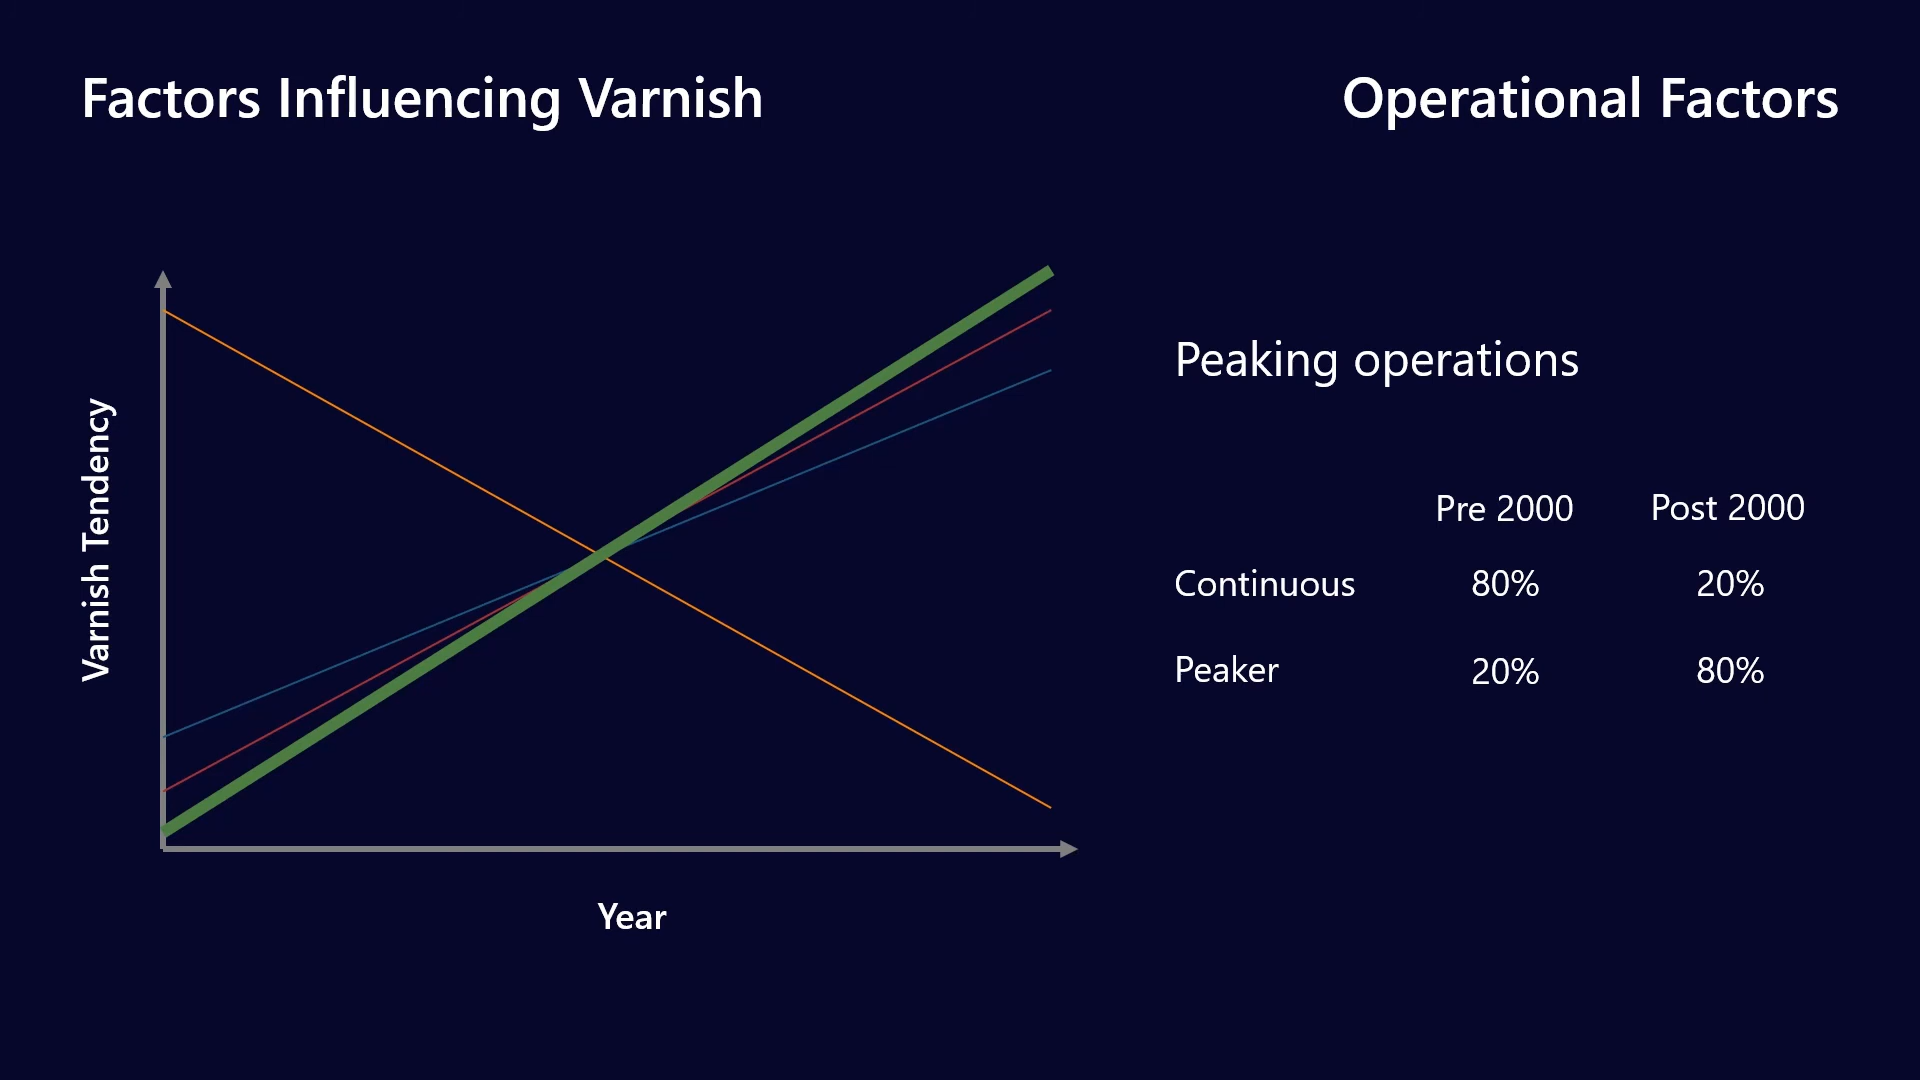 Factors Influencing Varnish
Operational Factors
Varnish Tendency
Year
Peaking operations
Pre 2000 Post 2000
Continuous 80% 20%
Peaker 20% 80%